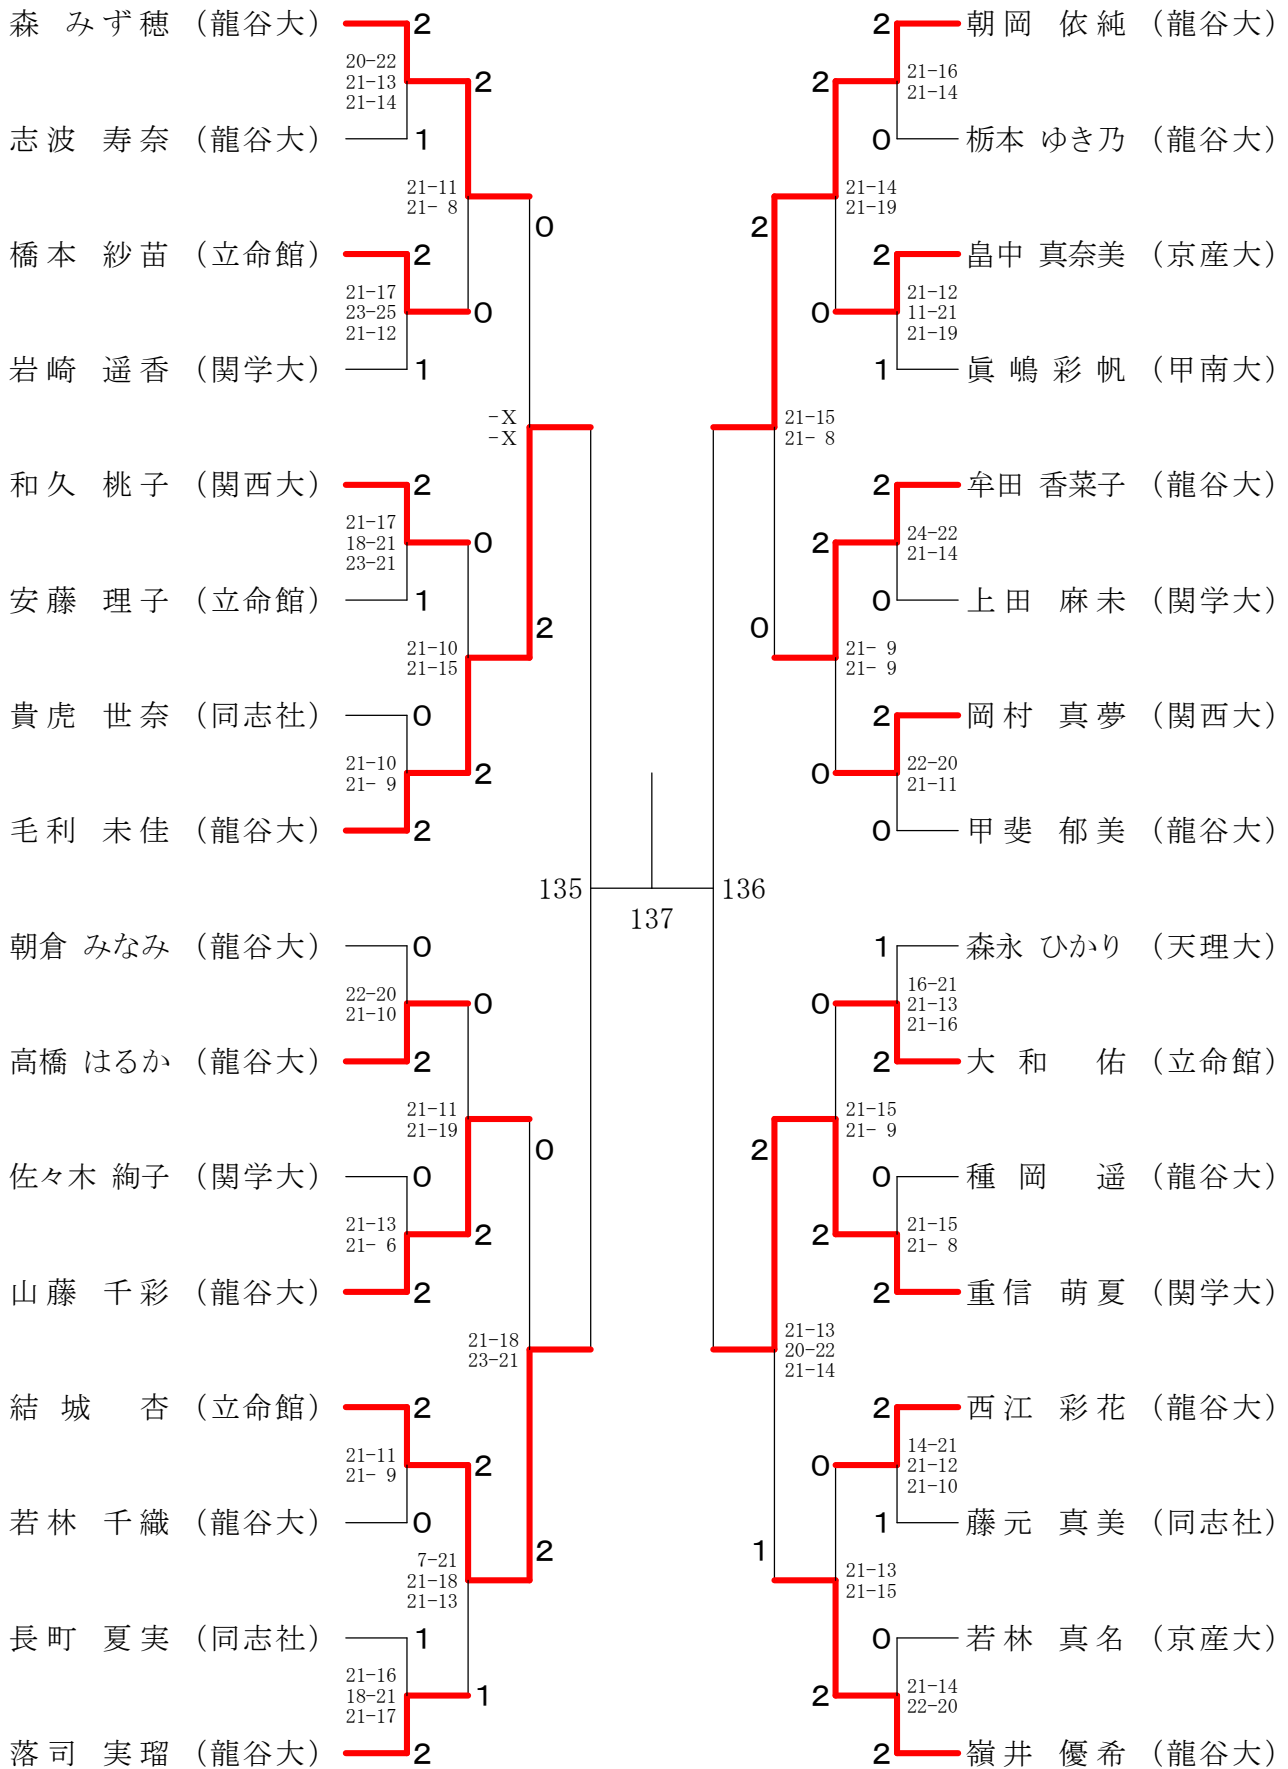 森 みず穂 (龍谷大) 2
20-22
21-13
21-14
2
志波 寿奈 (龍谷大) 1
21-11
21- 8
0
橋本 紗苗 (立命館) 2
21-17
23-25
21-12
0
岩崎 遥香 (関学大) 1
-X
-X
和久 桃子 (関西大) 2
21-17
18-21
23-21
0
安藤 理子 (立命館) 1
21-10
21-15
2
貴虎 世奈 (同志社) 0
21-10
21- 9
2
毛利 未佳 (龍谷大) 2
135
朝倉 みなみ (龍谷大) 0
22-20
21-10
0
高橋 はるか (龍谷大) 2
21-11
21-19
0
佐々木 絢子 (関学大) 0
21-13
21- 6
2
山藤 千彩 (龍谷大) 2
21-18
23-21
結城 杏 (立命館) 2
21-11
21- 9
2
若林 千織 (龍谷大) 0
7-21
21-18
21-13
2
長町 夏実 (同志社) 1
21-16
18-21
21-17
1
落司 実瑠 (龍谷大) 2
137
2 朝岡 依純 (龍谷大)
2
21-16
21-14
0 栃本 ゆき乃 (龍谷大)
2
21-14
21-19
2 畠中 真奈美 (京産大)
0
21-12
11-21
21-19
1 眞嶋彩帆 (甲南大)
21-15
21- 8
2 牟田 香菜子 (龍谷大)
2
24-22
21-14
0 上田 麻未 (関学大)
0
21- 9
21- 9
2 岡村 真夢 (関西大)
0
22-20
21-11
0 甲斐 郁美 (龍谷大)
136
1 森永 ひかり (天理大)
0
16-21
21-13
21-16
2 大和 佑 (立命館)
2
21-15
21- 9
0 種岡 遥 (龍谷大)
2
21-15
21- 8
2 重信 萌夏 (関学大)
21-13
20-22
21-14
2 西江 彩花 (龍谷大)
0
14-21
21-12
21-10
1 藤元 真美 (同志社)
1
21-13
21-15
0 若林 真名 (京産大)
2
21-14
22-20
2 嶺井 優希 (龍谷大)